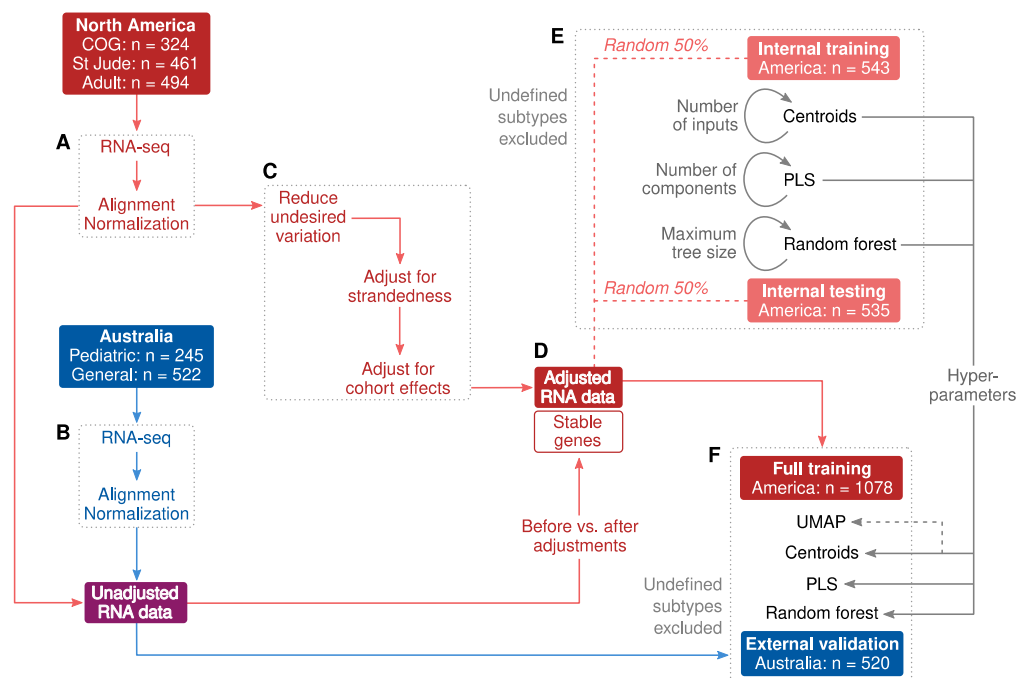 North America
COG: n = 324
St Jude: n = 461
Adult: n = 494
A
RNA-seq
Alignment
Normalization
C
Reduce
undesired
variation
Adjust for
strandedness
Adjust for
cohort effects
Australia
Pediatric: n = 245
General: n = 522
B
RNA-seq
Alignment
Normalization
Unadjusted
RNA data
D
Adjusted
RNA data
Stable
genes
Before vs. after
adjustments
E
Undefined
subtypes
excluded
Random 50%
Internal training
America: n = 543
Number
of inputs
Centroids
Number of
components
PLS
Maximum
tree size
Random forest
Random 50%
Internal testing
America: n = 535
Hyper-
parameters
F
Full training
America: n = 1078
UMAP
Centroids
PLS
Random forest
Undefined
subtypes
excluded
External validation
Australia: n = 520